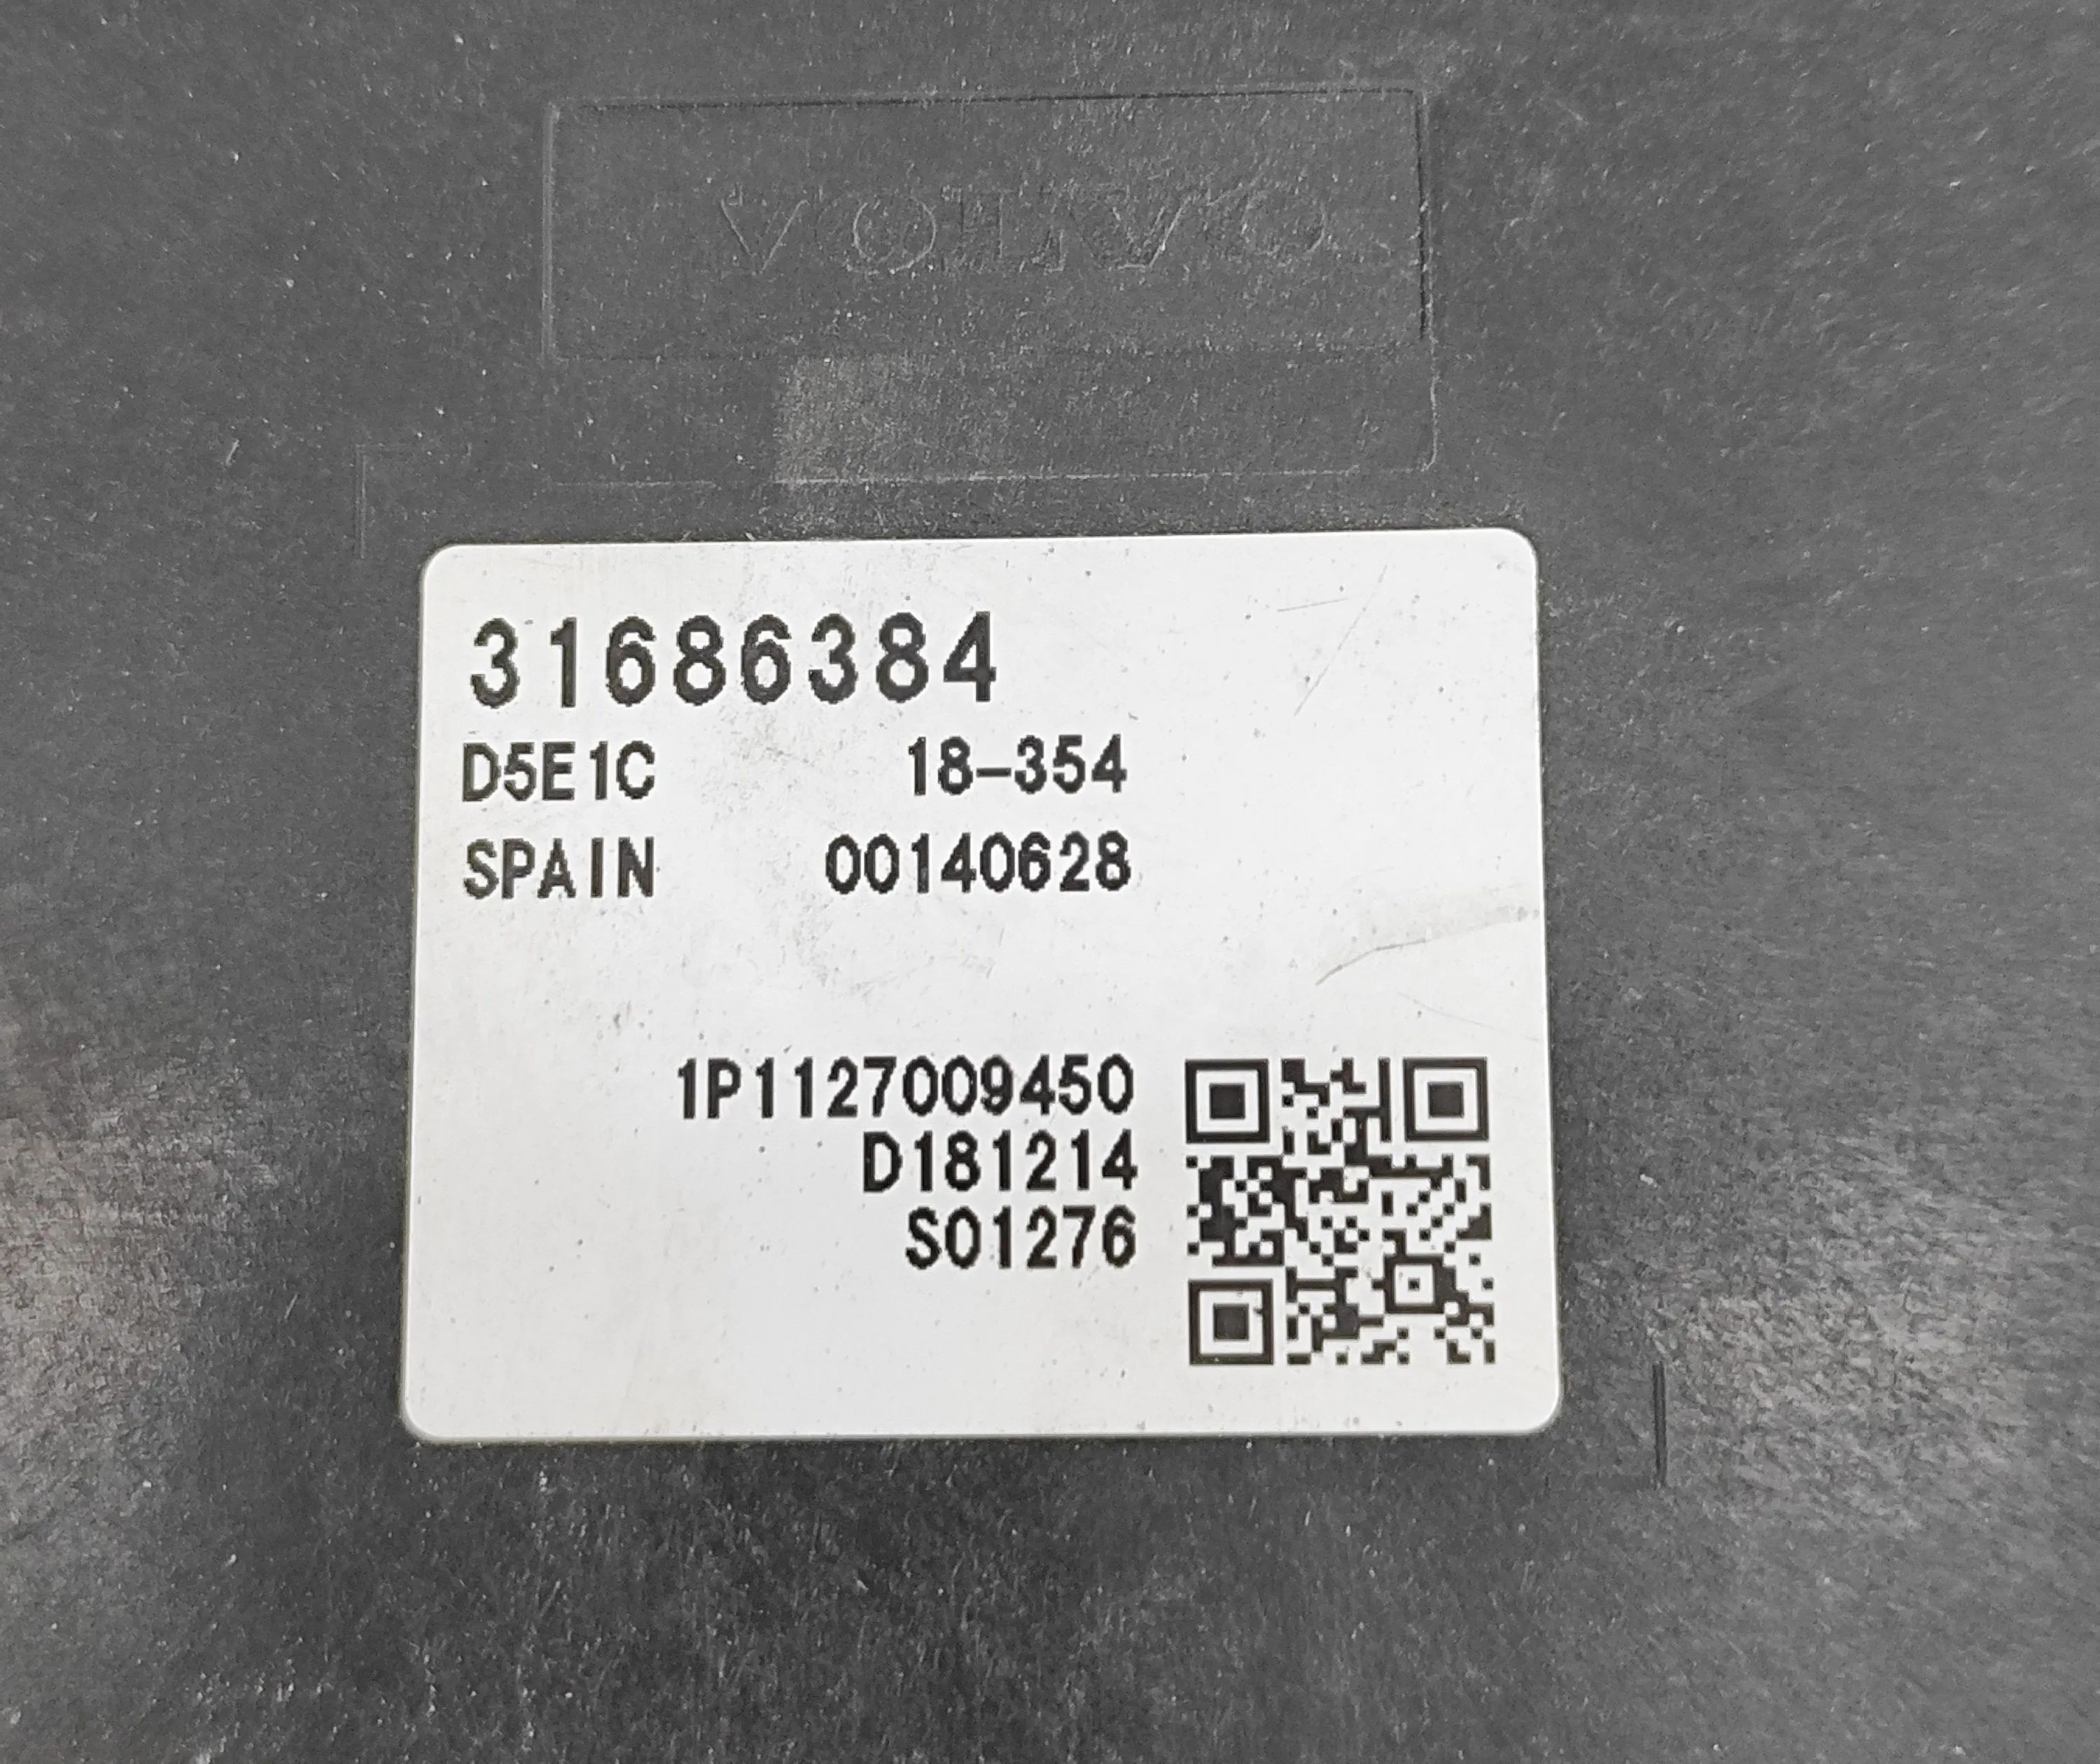 VOLVO
31686384
D5E1C 18-354
SPAIN 00140628
1P1127009450
D181214
S01276